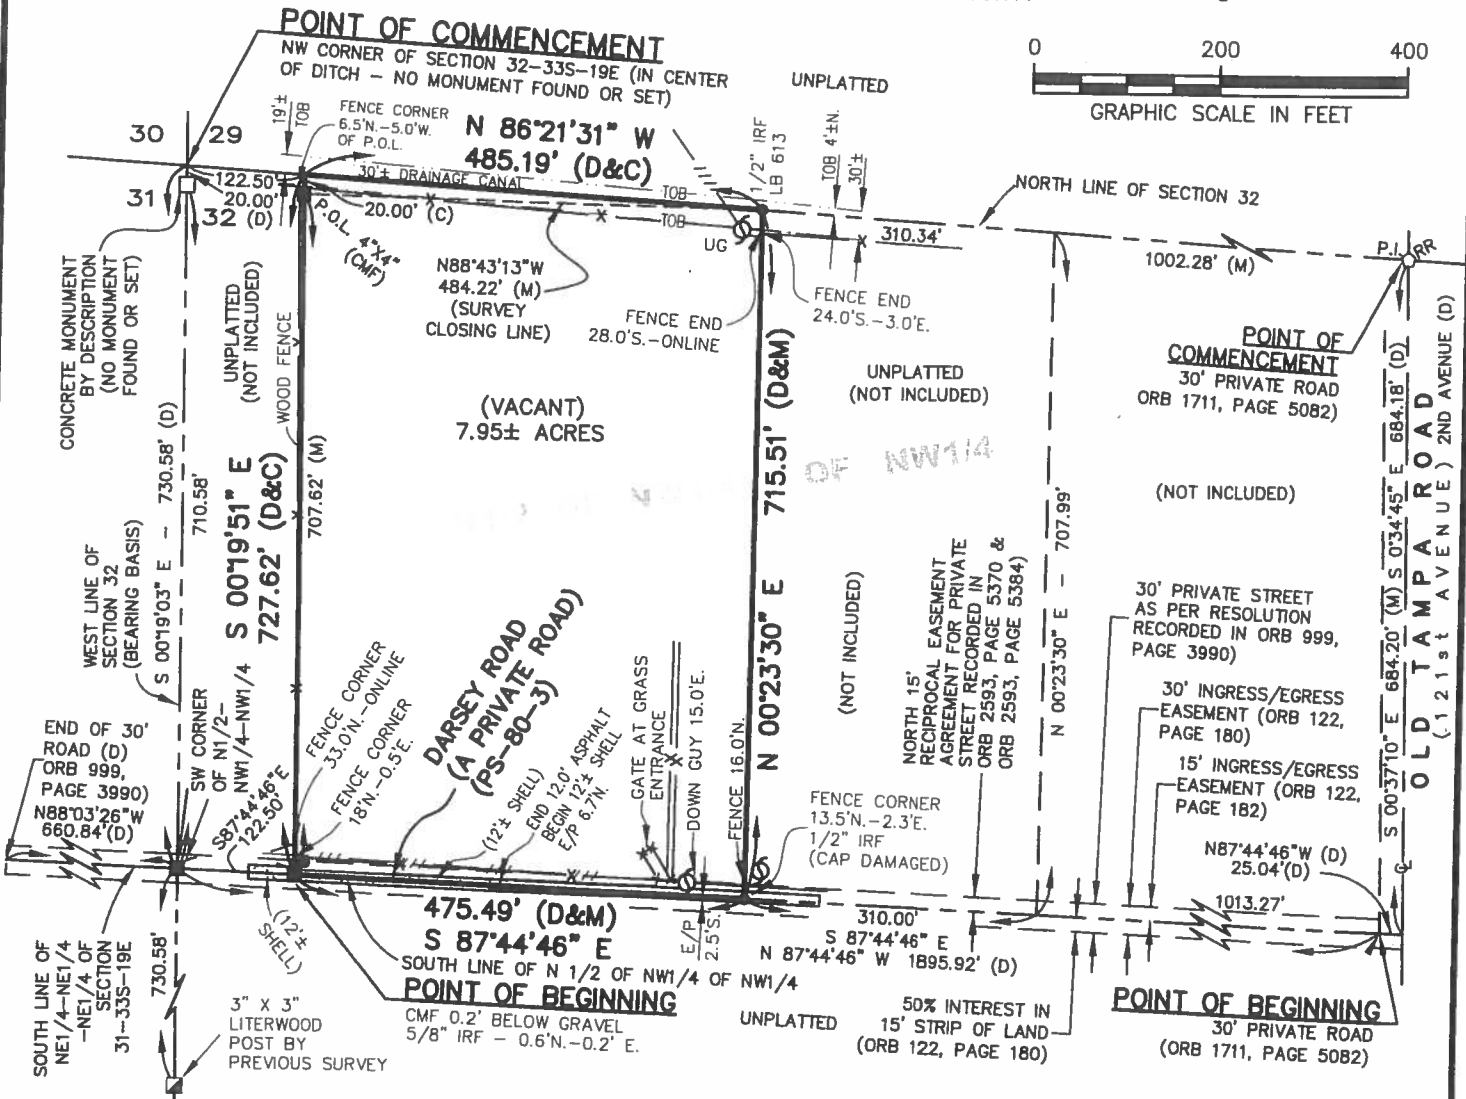 POINT OF COMMENCEMENT
NW CORNER OF SECTION 32-33S-19E (IN CENTER
OF DITCH - NO MONUMENT FOUND OR SET)
UNPLATTED
0 200 400
GRAPHIC SCALE IN FEET
19'±
TOB
FENCE CORNER
6.5'N.-5.0'W.
OF P.O.L.
N 86°21'31" W
485.19' (D&C)
1/2" IRF
LB 613
TOB 4'±N.
30'±
30 29
31 32 (D)
122.50'
20.00'
30'± DRAINAGE CANAL
TOB
TOB
20.00' (C)
P.O.L. 4"X4"
(CMF)
UG
310.34'
NORTH LINE OF SECTION 32
1002.28' (M)
P.I.
RR
CONCRETE MONUMENT
BY DESCRIPTION
(NO MONUMENT
FOUND OR SET)
UNPLATTED
(NOT INCLUDED)
WOOD FENCE
N88°43'13"W
484.22' (M)
(SURVEY
CLOSING LINE)
FENCE END
28.0'S.-ONLINE
FENCE END
24.0'S.-3.0'E.
POINT OF
COMMENCEMENT
30' PRIVATE ROAD
ORB 1711, PAGE 5082)
UNPLATTED
(NOT INCLUDED)
(VACANT)
7.95± ACRES
OF NW1/4
(NOT INCLUDED)
S 00°19'03" E - 730.58' (D)
710.58'
S 00°19'51" E
727.62' (D&C)
707.62' (M)
N 00°23'30" E 715.51' (D&M)
(NOT INCLUDED)
N 00°23'30" E - 707.99'
S 00°37'10" E 684.20' (M)
S 0°34'45" E 684.18' (D)
OLD TAMPA ROAD
(121st AVENUE) 2ND AVENUE (D)
WEST LINE OF
SECTION 32
(BEARING BASIS)
SW CORNER
OF N1/2-
NW1/4-NW1/4
FENCE CORNER
33.0'N.-ONLINE
FENCE CORNER
18'N.-0.5'E.
DARSEY ROAD
(A PRIVATE ROAD)
(PS-80-3)
(12'± SHELL)
END 12.0' ASPHALT
BEGIN 12'± SHELL
E/P 6.7'N.
GATE AT GRASS
ENTRANCE
DOWN GUY 15.0'E.
FENCE 16.0'N.
NORTH 15'
RECIPROCAL EASEMENT
AGREEMENT FOR PRIVATE
STREET RECORDED IN
ORB 2593, PAGE 5370 &
ORB 2593, PAGE 5384)
30' PRIVATE STREET
AS PER RESOLUTION
RECORDED IN ORB 999,
PAGE 3990)
30' INGRESS/EGRESS
EASEMENT (ORB 122,
PAGE 180)
15' INGRESS/EGRESS
EASEMENT (ORB 122,
PAGE 182)
END OF 30'
ROAD (D)
ORB 999,
PAGE 3990)
N88°03'26"W
660.84'(D)
S87°44'46"E
122.50'
FENCE CORNER
13.5'N.-2.3'E.
1/2" IRF
(CAP DAMAGED)
N87°44'46"W (D)
25.04'(D)
1013.27'
(12'±
SHELL)
475.49' (D&M)
S 87°44'46" E
E/P
2.5'S.
310.00'
S 87°44'46" E
N 87°44'46" W 1895.92' (D)
SOUTH LINE OF N 1/2 OF NW1/4 OF NW1/4
SOUTH LINE OF
NE1/4-NE1/4
-NE1/4 OF
SECTION
31-33S-19E
730.58'
POINT OF BEGINNING
CMF 0.2' BELOW GRAVEL
5/8" IRF - 0.6'N.-0.2' E.
3" X 3"
LITERWOOD
POST BY
PREVIOUS SURVEY
UNPLATTED
50% INTEREST IN
15' STRIP OF LAND
(ORB 122, PAGE 180)
POINT OF BEGINNING
30' PRIVATE ROAD
(ORB 1711, PAGE 5082)